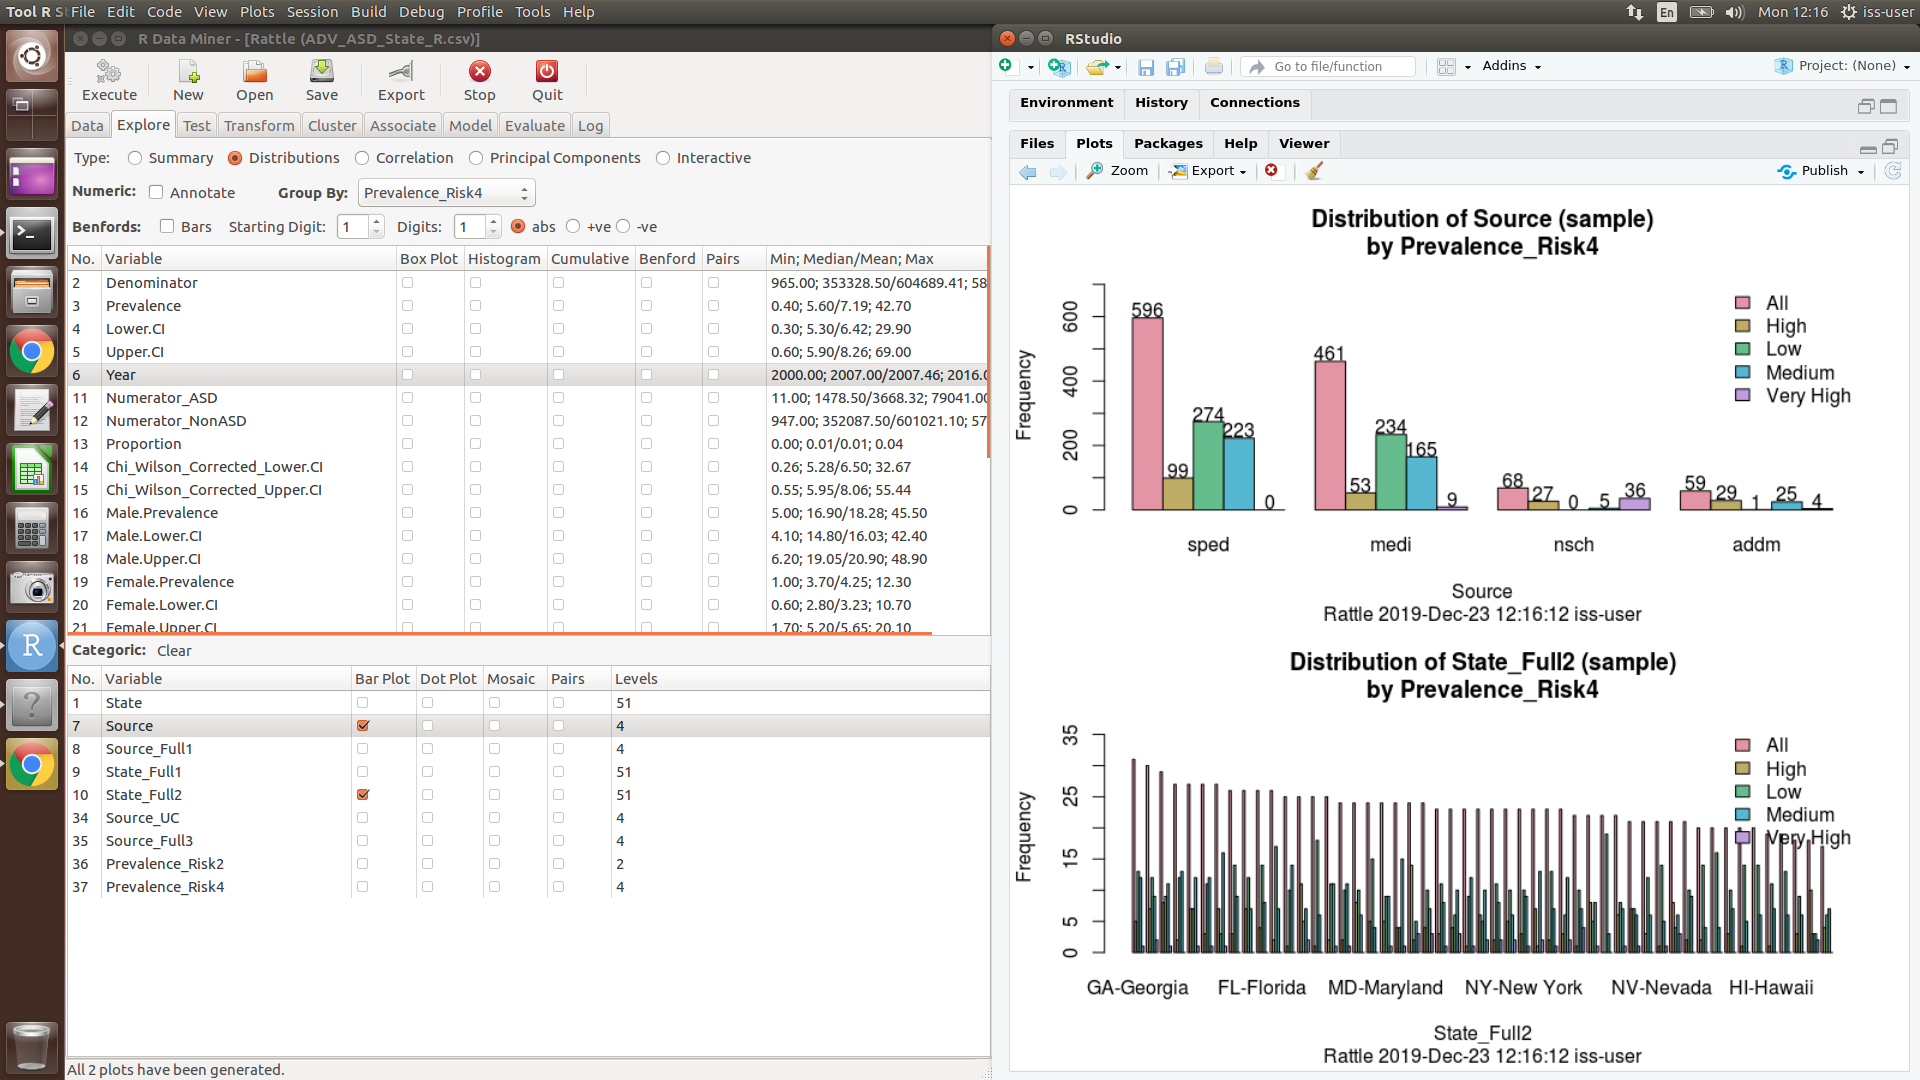 Tool R St File Edit Code View Plots Session Build Debug Profile Tools Help
En Mon 12:16 iss-user
R Data Miner - [Rattle (ADV_ASD_State_R.csv)]
Execute New Open Save Export Stop Quit
Data Explore Test Transform Cluster Associate Model Evaluate Log
Type: Summary Distributions Correlation Principal Components Interactive
Numeric: Annotate Group By: Prevalence_Risk4
Benfords: Bars Starting Digit: 1 Digits: 1 abs +ve -ve
No. Variable Box Plot Histogram Cumulative Benford Pairs Min; Median/Mean; Max
2 Denominator 965.00; 353328.50/604689.41; 58
3 Prevalence 0.40; 5.60/7.19; 42.70
4 Lower.CI 0.30; 5.30/6.42; 29.90
5 Upper.CI 0.60; 5.90/8.26; 69.00
6 Year 2000.00; 2007.00/2007.46; 2016.0
11 Numerator_ASD 11.00; 1478.50/3668.32; 79041.00
12 Numerator_NonASD 947.00; 352087.50/601021.10; 57
13 Proportion 0.00; 0.01/0.01; 0.04
14 Chi_Wilson_Corrected_Lower.CI 0.26; 5.28/6.50; 32.67
15 Chi_Wilson_Corrected_Upper.CI 0.55; 5.95/8.06; 55.44
16 Male.Prevalence 5.00; 16.90/18.28; 45.50
17 Male.Lower.CI 4.10; 14.80/16.03; 42.40
18 Male.Upper.CI 6.20; 19.05/20.90; 48.90
19 Female.Prevalence 1.00; 3.70/4.25; 12.30
20 Female.Lower.CI 0.60; 2.80/3.23; 10.70
21 Female.Upper.CI 1.70; 5.20/5.65; 20.10
Categoric: Clear
No. Variable Bar Plot Dot Plot Mosaic Pairs Levels
1 State 51
7 Source 4
8 Source_Full1 4
9 State_Full1 51
10 State_Full2 51
34 Source_UC 4
35 Source_Full3 4
36 Prevalence_Risk2 2
37 Prevalence_Risk4 4
All 2 plots have been generated.
RStudio
Go to file/function Addins Project: (None)
Environment History Connections
Files Plots Packages Help Viewer
Zoom Export Publish
Distribution of Source (sample)
by Prevalence_Risk4
Frequency
0 200 400 600
596 99 274 223 0
461 53 234 165 9
68 27 0 5 36
59 29 1 25 4
All
High
Low
Medium
Very High
sped medi nsch addm
Source
Rattle 2019-Dec-23 12:16:12 iss-user
Distribution of State_Full2 (sample)
by Prevalence_Risk4
Frequency
0 5 15 25 35
All
High
Low
Medium
Very High
GA-Georgia FL-Florida MD-Maryland NY-New York NV-Nevada HI-Hawaii
State_Full2
Rattle 2019-Dec-23 12:16:12 iss-user